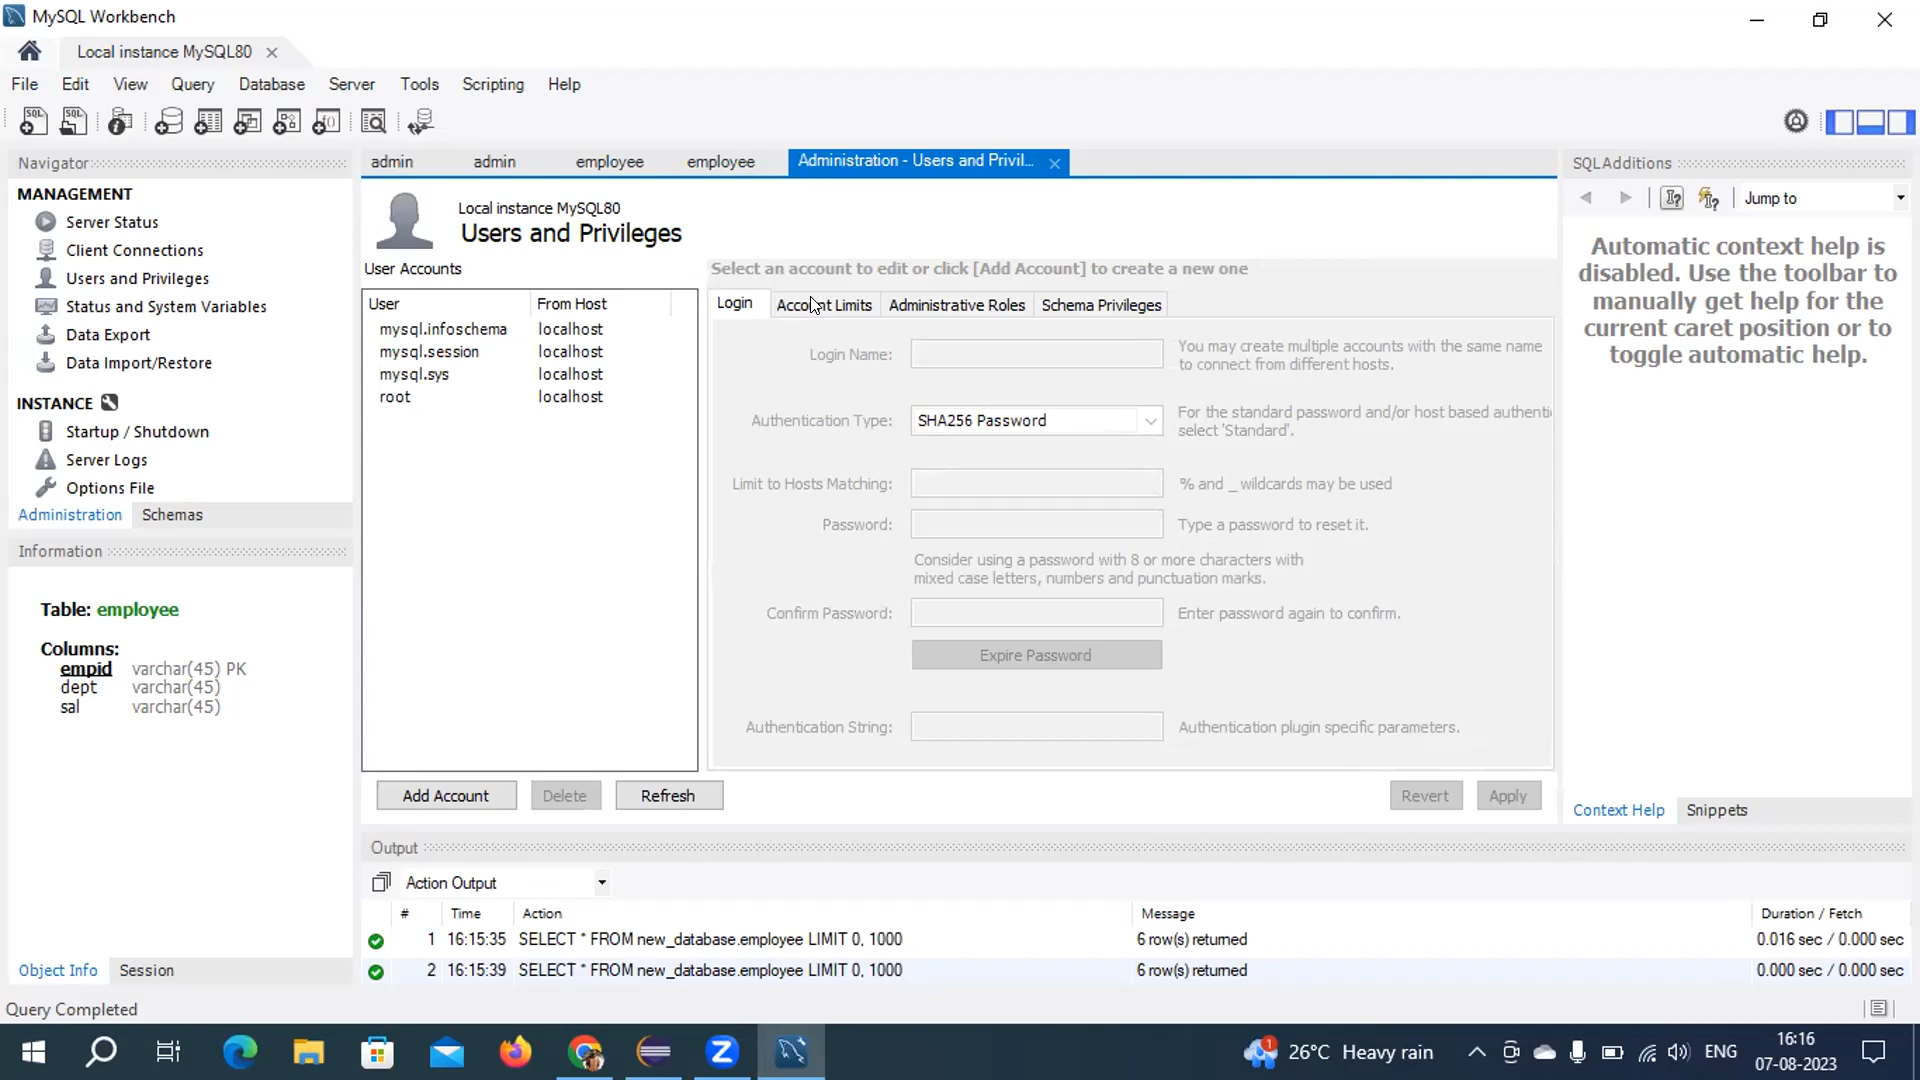 MySQL Workbench
Local instance MySQL80
File Edit View Query Database Server Tools Scripting Help
Navigator
MANAGEMENT
Server Status
Client Connections
Users and Privileges
Status and System Variables
Data Export
Data Import/Restore
INSTANCE
Startup / Shutdown
Server Logs
Options File
Administration Schemas
Information
Table: employee
Columns:
empid varchar(45) PK
dept varchar(45)
sal varchar(45)
Object Info Session
admin admin employee employee Administration - Users and Privil...
Local instance MySQL80
Users and Privileges
User Accounts
User From Host
mysql.infoschema localhost
mysql.session localhost
mysql.sys localhost
root localhost
Add Account Delete Refresh
Select an account to edit or click [Add Account] to create a new one
Login Account Limits Administrative Roles Schema Privileges
Login Name:
You may create multiple accounts with the same name
to connect from different hosts.
Authentication Type: SHA256 Password
For the standard password and/or host based authenti
select 'Standard'.
Limit to Hosts Matching: % and _ wildcards may be used
Password: Type a password to reset it.
Consider using a password with 8 or more characters with
mixed case letters, numbers and punctuation marks.
Confirm Password: Enter password again to confirm.
Expire Password
Authentication String: Authentication plugin specific parameters.
Revert Apply
SQLAdditions
Jump to
Automatic context help is
disabled. Use the toolbar to
manually get help for the
current caret position or to
toggle automatic help.
Context Help Snippets
Output
Action Output
# Time Action Message Duration / Fetch
1 16:15:35 SELECT * FROM new_database.employee LIMIT 0, 1000 6 row(s) returned 0.016 sec / 0.000 sec
2 16:15:39 SELECT * FROM new_database.employee LIMIT 0, 1000 6 row(s) returned 0.000 sec / 0.000 sec
Query Completed
1
26°C Heavy rain
ENG
16:16
07-08-2023